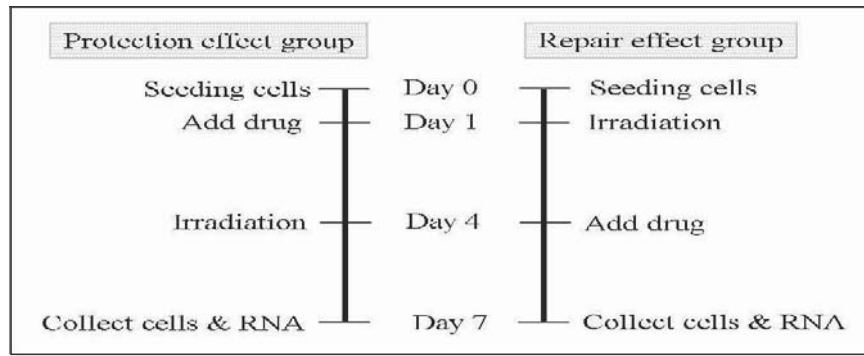 Protection effect group Repair effect group
Seeding cells Day 0 Seeding cells
Add drug Day 1 Irradiation
Irradiation Day 4 Add drug
Collect cells & RNA Day 7 Collect cells & RNA